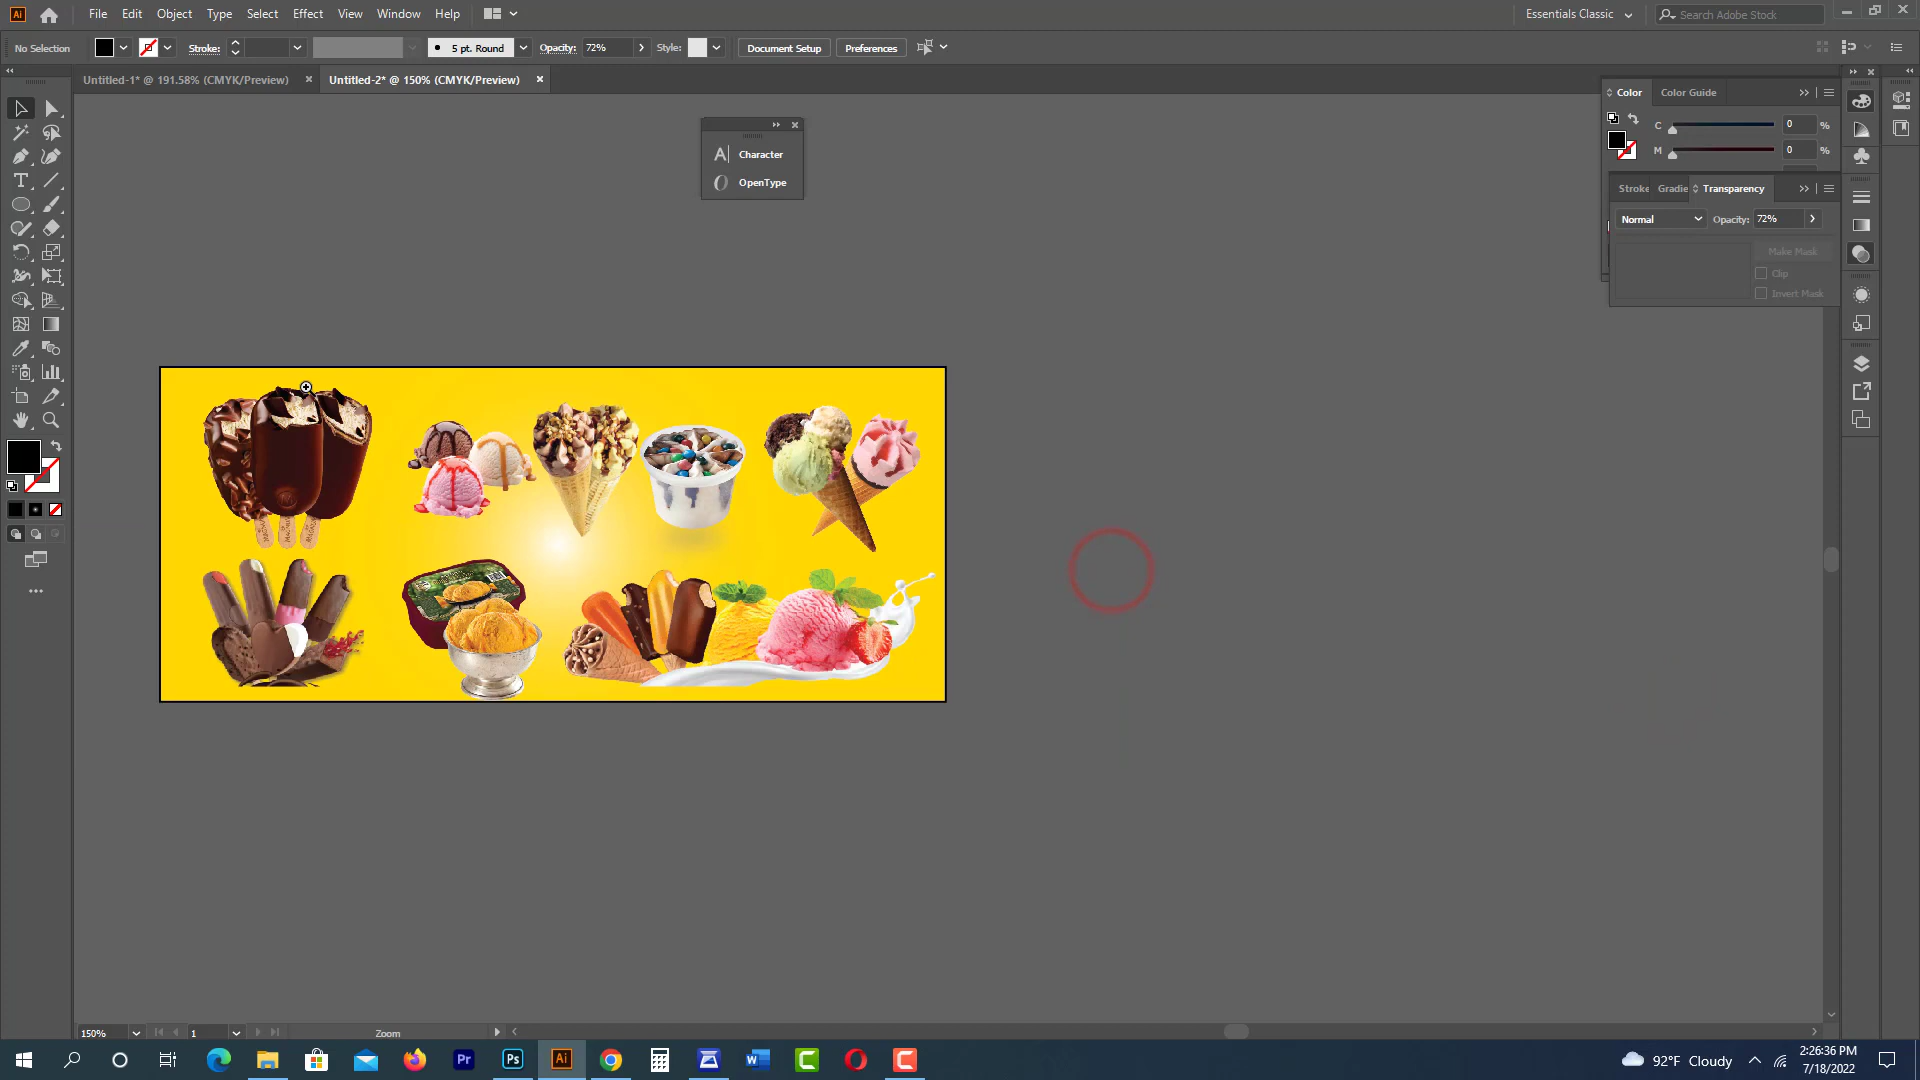 File Edit Object Type Select Effect View Window Help
Essentials Classic
Search Adobe Stock
No Selection
Stroke:
5 pt. Round
Opacity: 72%
Style:
Document Setup
Preferences
Untitled-1* @ 191.58% (CMYK/Preview)
Untitled-2* @ 150% (CMYK/Preview)
Character
OpenType
Color
Color Guide
C 0 %
M 0 %
Stroke
Gradie
Transparency
Normal
Opacity: 72%
Make Mask
Clip
Invert Mask
150%
1
Zoom
92°F Cloudy
2:26:36 PM
7/18/2022